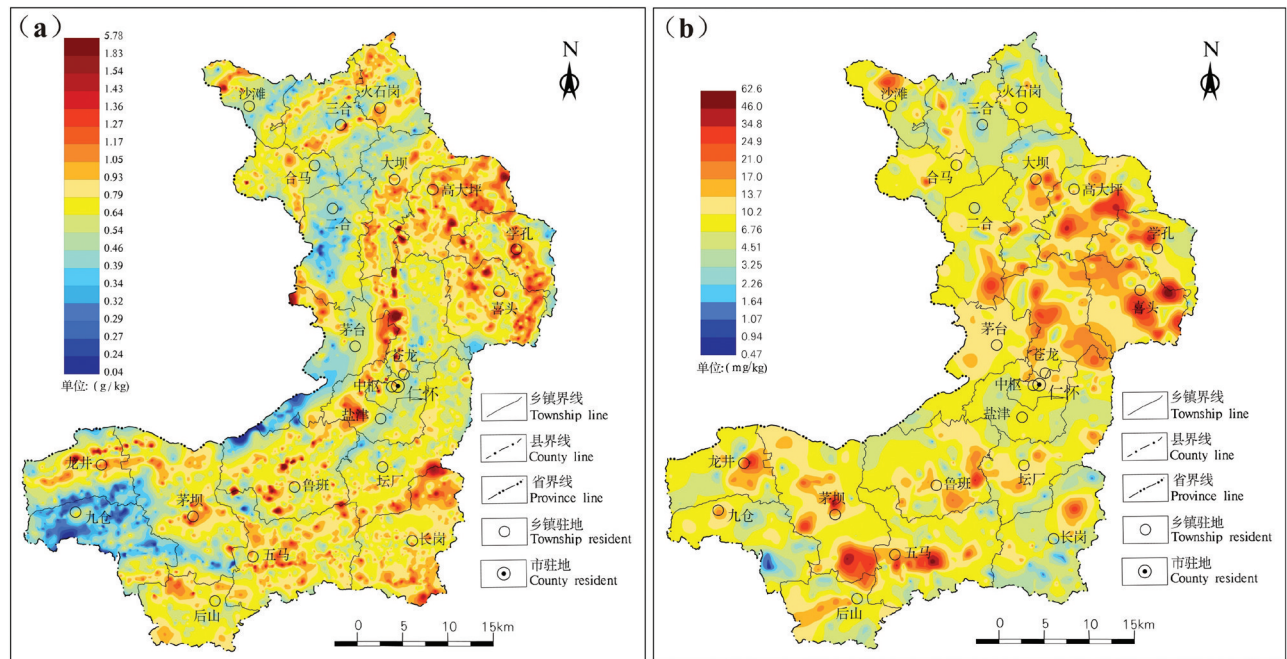 (a)
5.78
1.83
1.54
1.36
1.27
1.17
1.05
0.93
0.79
0.64
0.54
0.46
0.39
0.34
0.32
0.29
0.27
0.24
0.04
单位: ( g/kg)
N
沙滩
火石岗
三合
合马
大坝
高大坪
二合
学孔
喜头
茅台
苍龙
中枢
仁怀
盐津
龙井
鲁班
坛厂
九仓
茅坝
五马
长岗
后山
乡镇界线
Township line
县界线
County line
省界线
Province line
乡镇驻地
Township resident
市驻地
County resident
0 5 10 15km
(b)
62.6
46.0
34.8
24.9
21.0
17.0
13.7
10.2
6.76
4.51
3.25
2.26
1.64
1.07
0.94
0.47
单位: ( mg/kg)
N
沙滩
火石岗
三合
合马
大坝
高大坪
二合
学孔
喜头
茅台
苍龙
中枢
仁怀
盐津
龙井
鲁班
坛厂
九仓
茅坝
五马
长岗
后山
乡镇界线
Township line
县界线
County line
省界线
Province line
乡镇驻地
Township resident
市驻地
County resident
0 5 10 15km